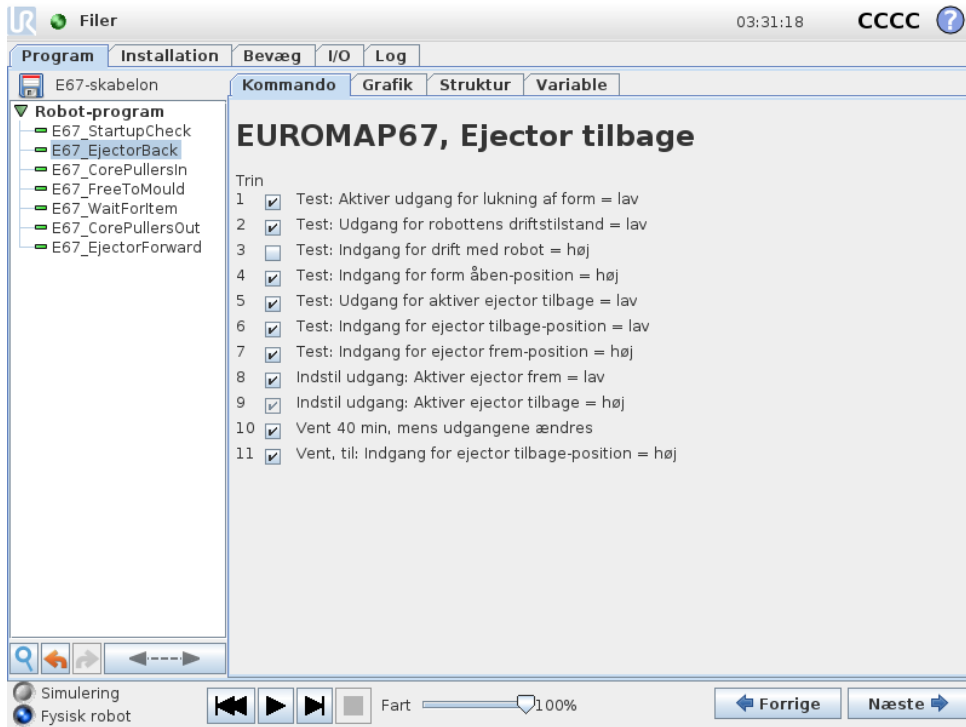 UR Filer 03:31:18 CCCC ?
Program Installation Bevæg I/O Log
E67-skabelon
Kommando Grafik Struktur Variable
Robot-program
E67_StartupCheck
E67_EjectorBack
E67_CorePullersIn
E67_FreeToMould
E67_WaitForItem
E67_CorePullersOut
E67_EjectorForward
EUROMAP67, Ejector tilbage
Trin
1 Test: Aktiver udgang for lukning af form = lav
2 Test: Udgang for robottens driftstilstand = lav
3 Test: Indgang for drift med robot = høj
4 Test: Indgang for form åben-position = høj
5 Test: Udgang for aktiver ejector tilbage = lav
6 Test: Indgang for ejector tilbage-position = lav
7 Test: Indgang for ejector frem-position = høj
8 Indstil udgang: Aktiver ejector frem = lav
9 Indstil udgang: Aktiver ejector tilbage = høj
10 Vent 40 min, mens udgangene ændres
11 Vent, til: Indgang for ejector tilbage-position = høj
Simulering
Fysisk robot
Fart 100%
Forrige Næste